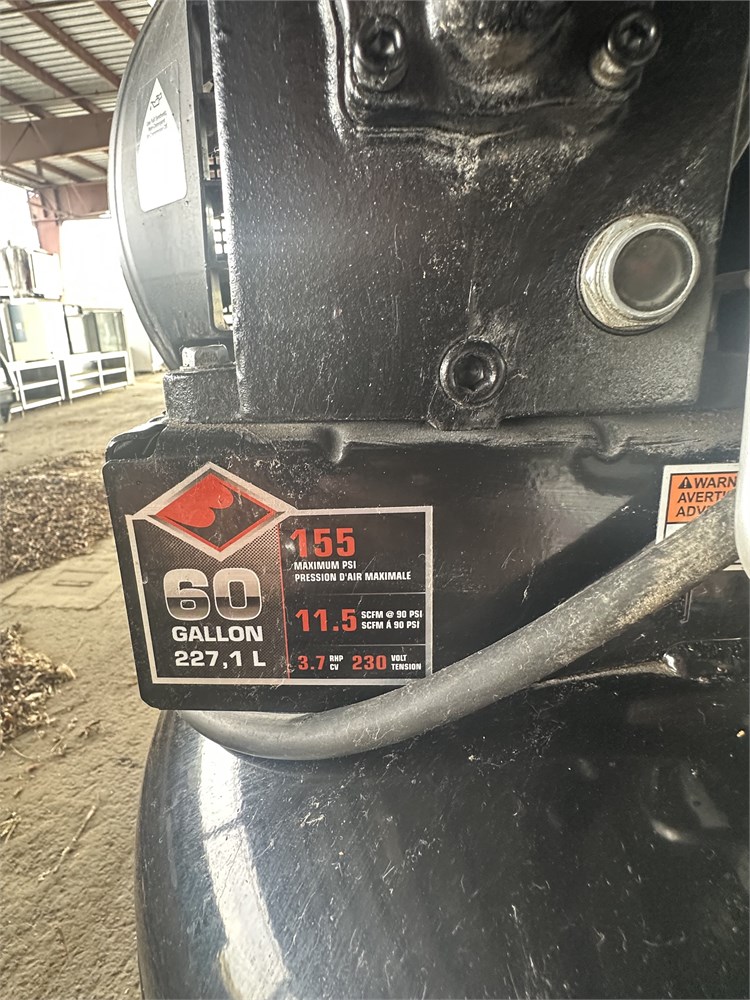 60
GALLON
227,1 L
155
MAXIMUM PSI
PRESSION D'AIR MAXIMALE
11.5 SCFM @ 90 PSI
SCFM Á 90 PSI
3.7 RHP
CV
230 VOLT
TENSION
WARN
AVERT
ADV